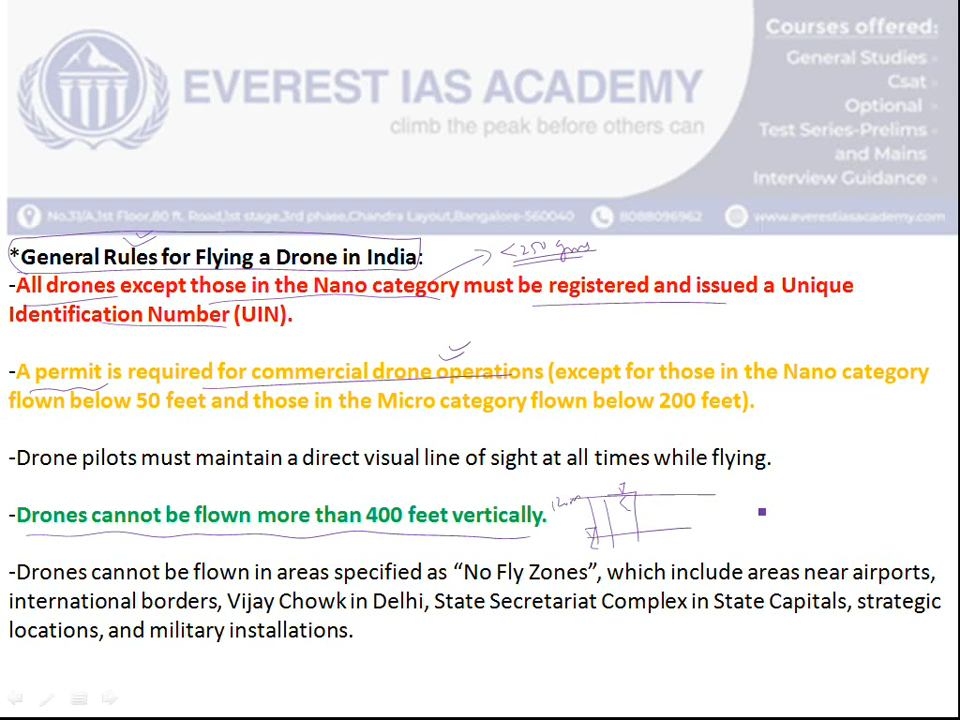 Courses offered:
General Studies
Csat
EVEREST IAS ACADEMY
Optional
climb the peak before others can
Test Series-Prelims
and Mains
Interview Guidance
No.31/A,1st Floor,80 ft. Road,1st stage,3rd phase,Chandra Layout,Bangalore-560040
8088096962
www.everestiasacademy.com
*General Rules for Flying a Drone in India:
<250 gms
-All drones except those in the Nano category must be registered and issued a Unique
Identification Number (UIN).
-A permit is required for commercial drone operations (except for those in the Nano category
flown below 50 feet and those in the Micro category flown below 200 feet).
-Drone pilots must maintain a direct visual line of sight at all times while flying.
-Drones cannot be flown more than 400 feet vertically.
-Drones cannot be flown in areas specified as “No Fly Zones”, which include areas near airports,
international borders, Vijay Chowk in Delhi, State Secretariat Complex in State Capitals, strategic
locations, and military installations.